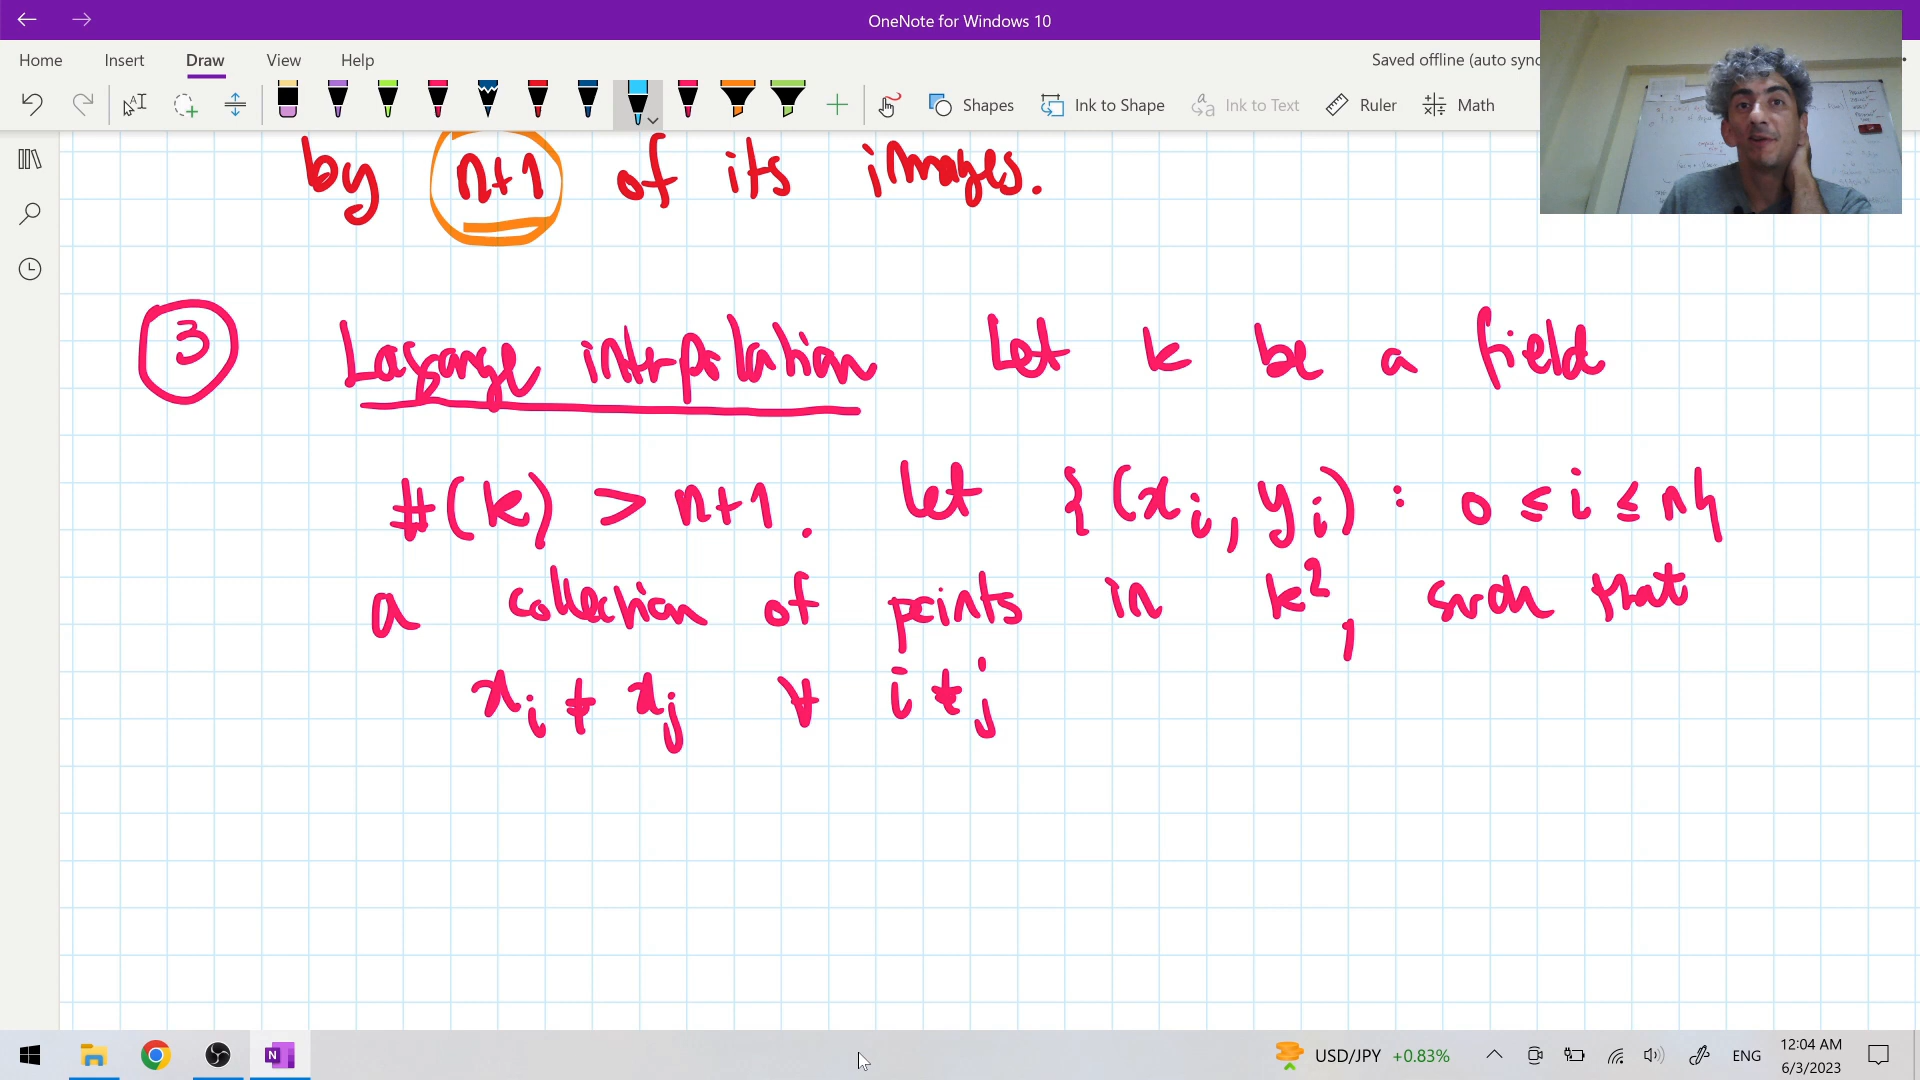 OneNote for Windows 10
Home Insert Draw View Help
Saved offline (auto sync
Shapes Ink to Shape Ink to Text Ruler Math
by n+1 of its images.
3 Lagrange interpolation Let k be a field
#(k) > n+1. Let {(xᵢ, yᵢ) : 0 ≤ i ≤ n}
a collection of points in k², such that
xᵢ ≠ xⱼ ∀ i ≠ j
USD/JPY +0.83% ENG 12:04 AM
6/3/2023